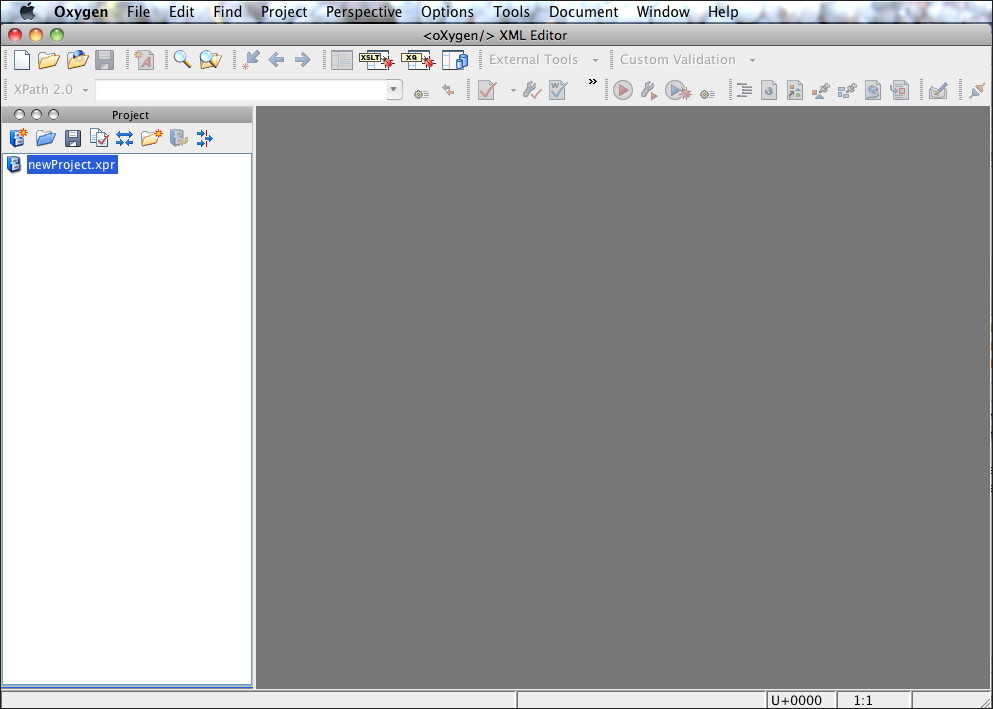 Oxygen File Edit Find Project Perspective Options Tools Document Window Help
<oXygen/> XML Editor
XSLT XQ External Tools Custom Validation
XPath 2.0 »
Project
newProject.xpr
U+0000 1:1